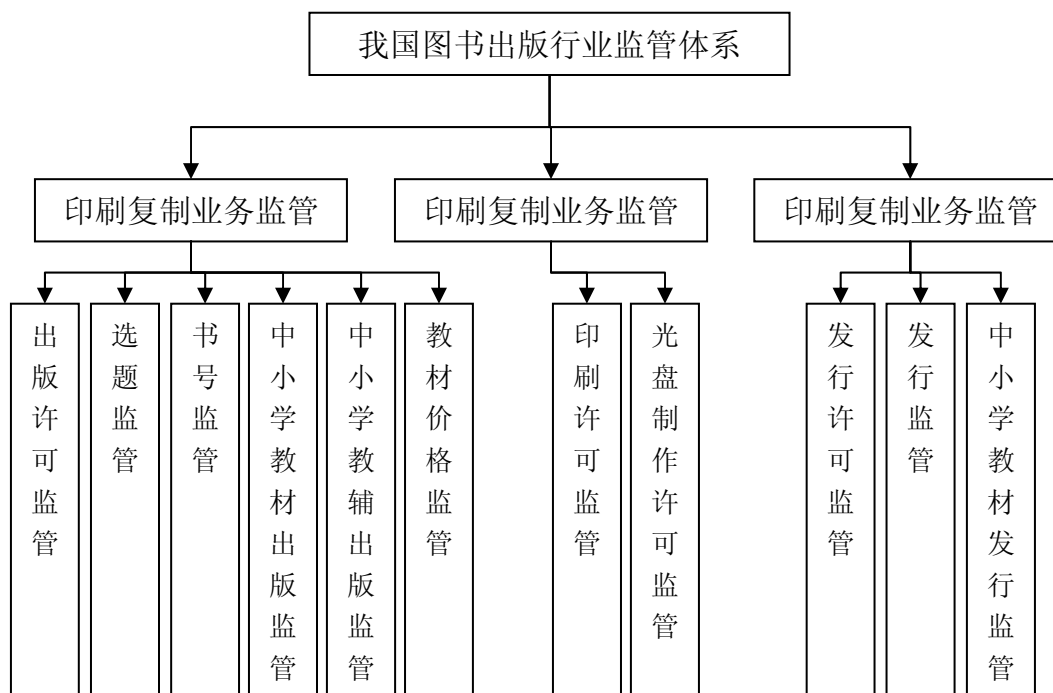 我国图书出版行业监管体系
印刷复制业务监管
印刷复制业务监管
印刷复制业务监管
出版许可监管
选题监管
书号监管
中小学教材出版监管
中小学教辅出版监管
教材价格监管
印刷许可监管
光盘制作许可监管
发行许可监管
发行监管
中小学教材发行监管